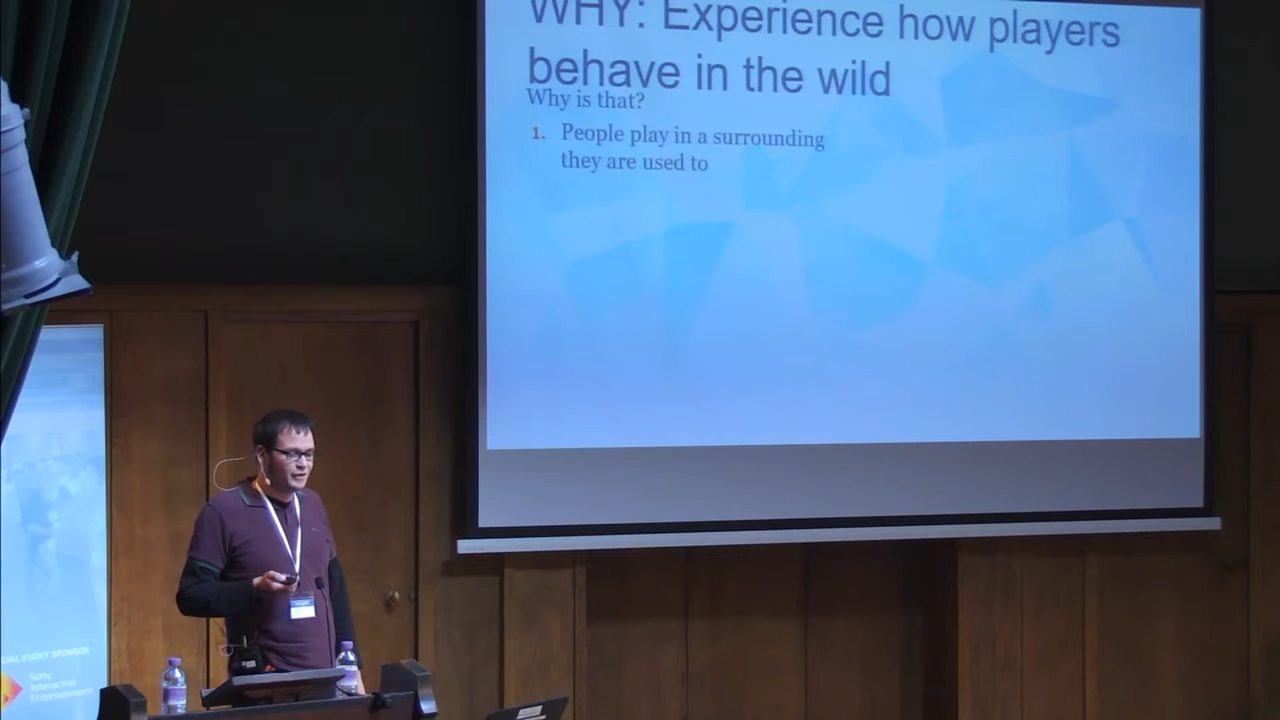 WHY: Experience how players
behave in the wild
Why is that?
1. People play in a surrounding
they are used to
CIAL EVENT SPONSOR
Sony
Interactive
Entertainment